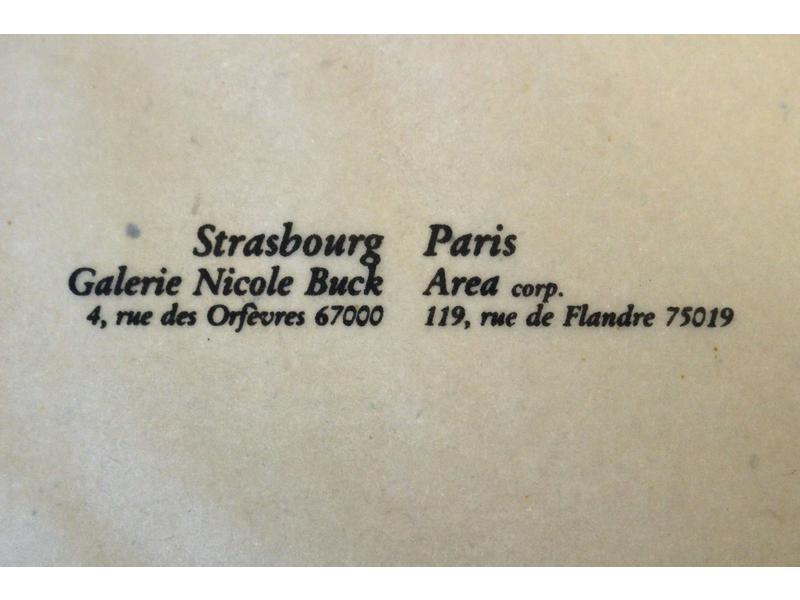 Strasbourg
Galerie Nicole Buck
4, rue des Orfèvres 67000
Paris
Area corp.
119, rue de Flandre 75019